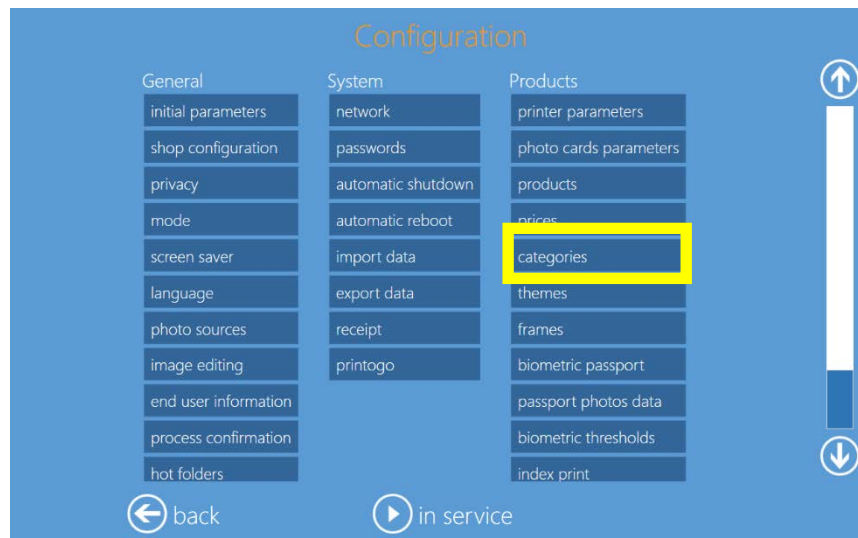 Configuration
General
initial parameters
shop configuration
privacy
mode
screen saver
language
photo sources
image editing
end user information
process confirmation
hot folders
System
network
passwords
automatic shutdown
automatic reboot
import data
export data
receipt
printogo
Products
printer parameters
photo cards parameters
products
prices
categories
themes
frames
biometric passport
passport photos data
biometric thresholds
index print
back
in service